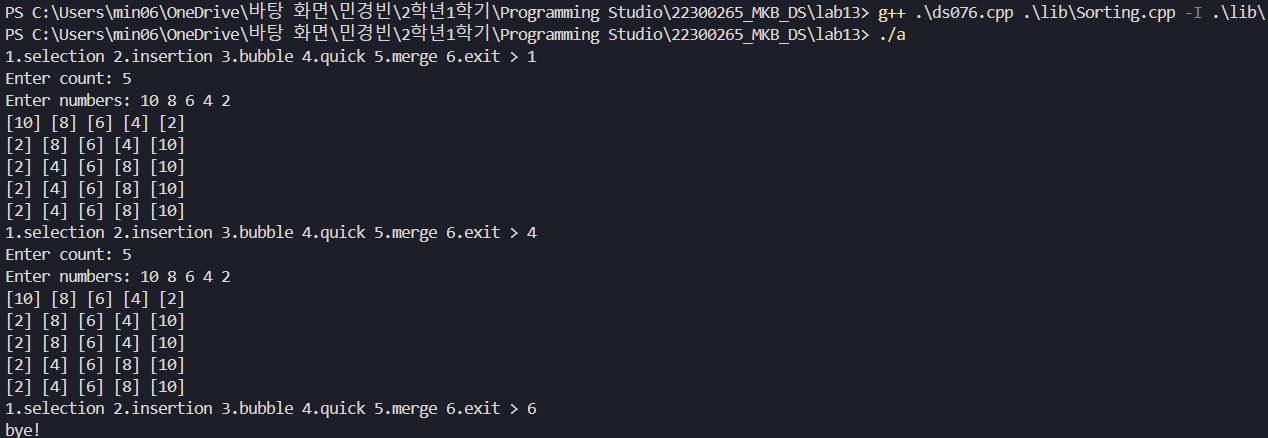 PS C:\Users\min06\OneDrive\바탕 화면\민경빈\2학년1학기\Programming Studio\22300265_MKB_DS\lab13> g++ .\ds076.cpp .\lib\Sorting.cpp -I .\lib\
PS C:\Users\min06\OneDrive\바탕 화면\민경빈\2학년1학기\Programming Studio\22300265_MKB_DS\lab13> ./a
1.selection 2.insertion 3.bubble 4.quick 5.merge 6.exit > 1
Enter count: 5
Enter numbers: 10 8 6 4 2
[10] [8] [6] [4] [2]
[2] [8] [6] [4] [10]
[2] [4] [6] [8] [10]
[2] [4] [6] [8] [10]
[2] [4] [6] [8] [10]
1.selection 2.insertion 3.bubble 4.quick 5.merge 6.exit > 4
Enter count: 5
Enter numbers: 10 8 6 4 2
[10] [8] [6] [4] [2]
[2] [8] [6] [4] [10]
[2] [8] [6] [4] [10]
[2] [4] [6] [8] [10]
[2] [4] [6] [8] [10]
1.selection 2.insertion 3.bubble 4.quick 5.merge 6.exit > 6
bye!